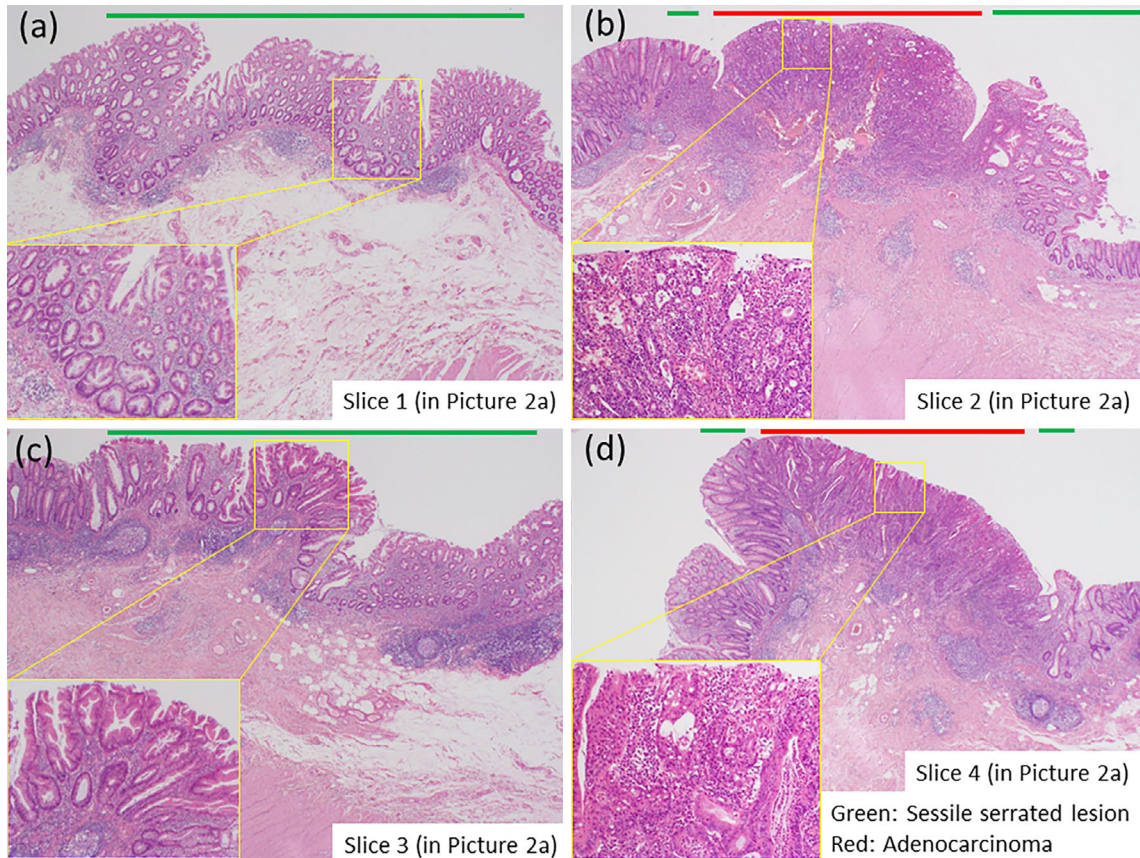 (a)
(b)
Slice 1 (in Picture 2a)
Slice 2 (in Picture 2a)
(c)
(d)
Slice 3 (in Picture 2a)
Slice 4 (in Picture 2a)
Green: Sessile serrated lesion
Red: Adenocarcinoma